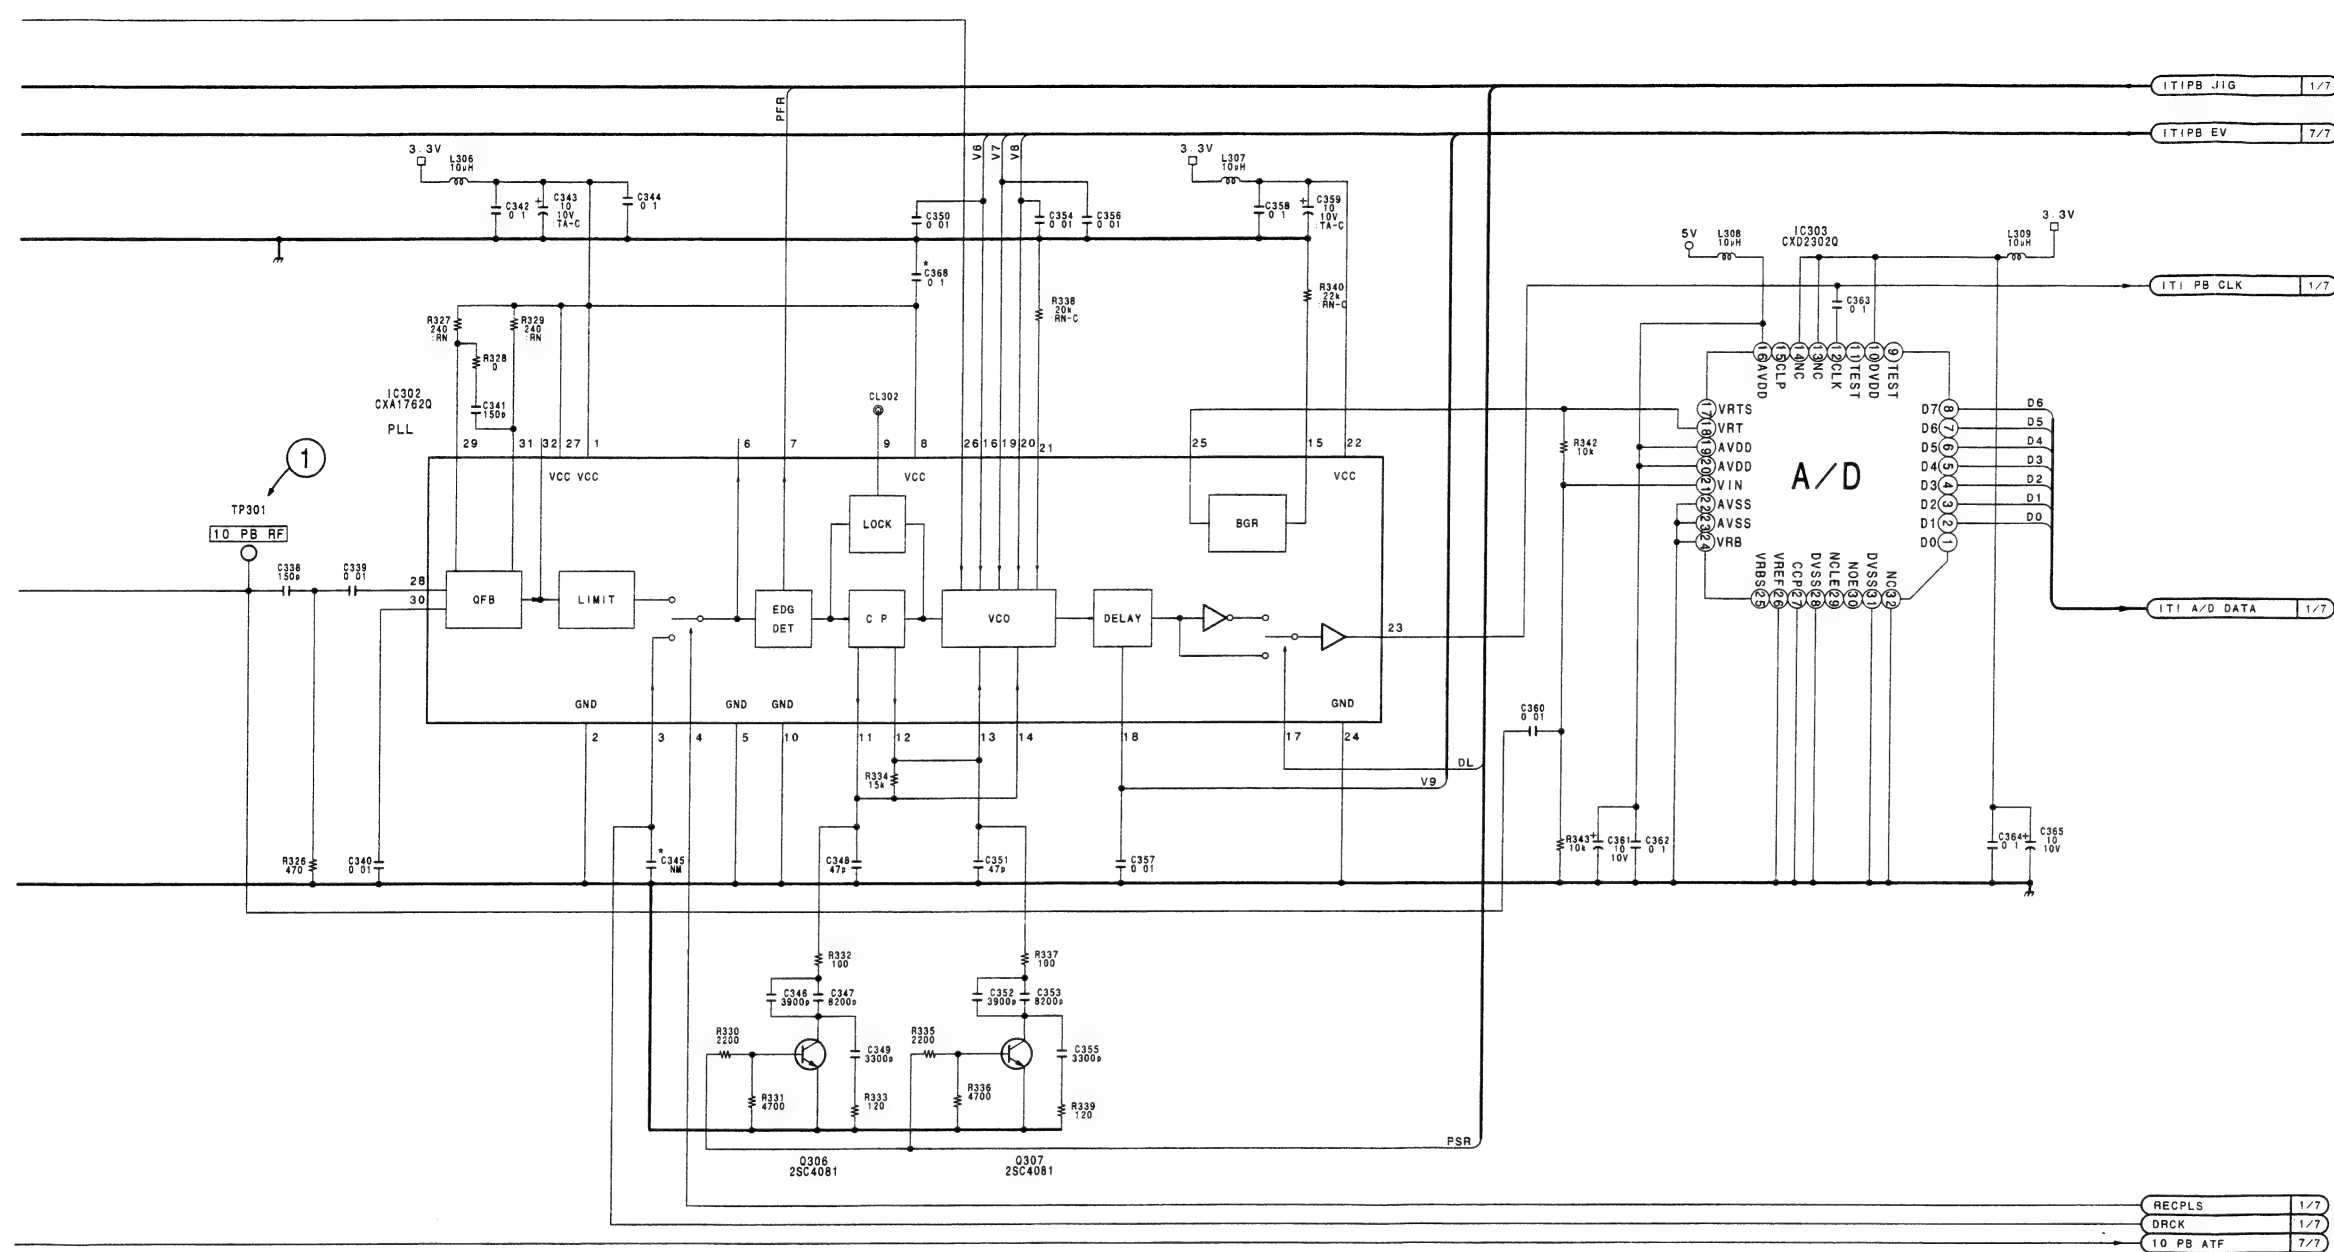 ITIPB JIG 1/7
PFR
ITIPB EV 7/7
3.3V
L306
10μH
C342
0 1
C343
10
10V
:TA-C
C344
0 1
V6
V7
V8
C350
0 01
C354
0 01
C356
0 01
3.3V
L307
10μH
C358
0 1
C359
10
10V
:TA-C
5V
L308
10μH
IC303
CXD2302Q
L309
10μH
3.3V
*
C368
0 1
R338
20k
:RN-C
R340
22k
:RN-C
ITI PB CLK 1/7
C363
0 1
R327
240
:RN
R329
240
:RN
R328
0
C341
150p
IC302
CXA1762Q
PLL
CL302
29 31 32 27 1 6 7 9 8 26 16 19 20 21 25 15 22
VCC VCC VCC VCC
16 15 14 13 12 11 10 9
AVDD CLP NC NC CLK TEST DVDD TEST
17 VRTS
18 VRT
19 AVDD
20 AVDD
21 VIN
22 AVSS
23 AVSS
24 VRB
A/D
D7 8 D6
D6 7 D5
D5 6 D4
D4 5 D3
D3 4 D2
D2 3 D1
D1 2 D0
D0 1
VRBS VREF CCP DVSS NCLE NOE DVSS NC
25 26 27 28 29 30 31 32
R342
10k
1
TP301
10 PB RF
LOCK
BGR
C338
150p
C339
0 01
28
30
QFB
LIMIT
EDG
DET
C P
VCO
DELAY
23
ITI A/D DATA 1/7
GND GND GND GND
2 3 4 5 10 11 12 13 14 18 17 24
C360
0 01
R334
15k
DL
V9
R326
470
C340
0 01
*
C345
NM
C348
47p
C351
47p
C357
0 01
R343
10k
C361
10
10V
C362
0 1
C364
0 1
C365
10
10V
R332
100
R337
100
C346
3900p
C347
8200p
C352
3900p
C353
8200p
R330
2200
R335
2200
C349
3300p
C355
3300p
R331
4700
R333
120
R336
4700
R339
120
PSR
Q306
2SC4081
Q307
2SC4081
RECPLS 1/7
DRCK 1/7
10 PB ATF 7/7